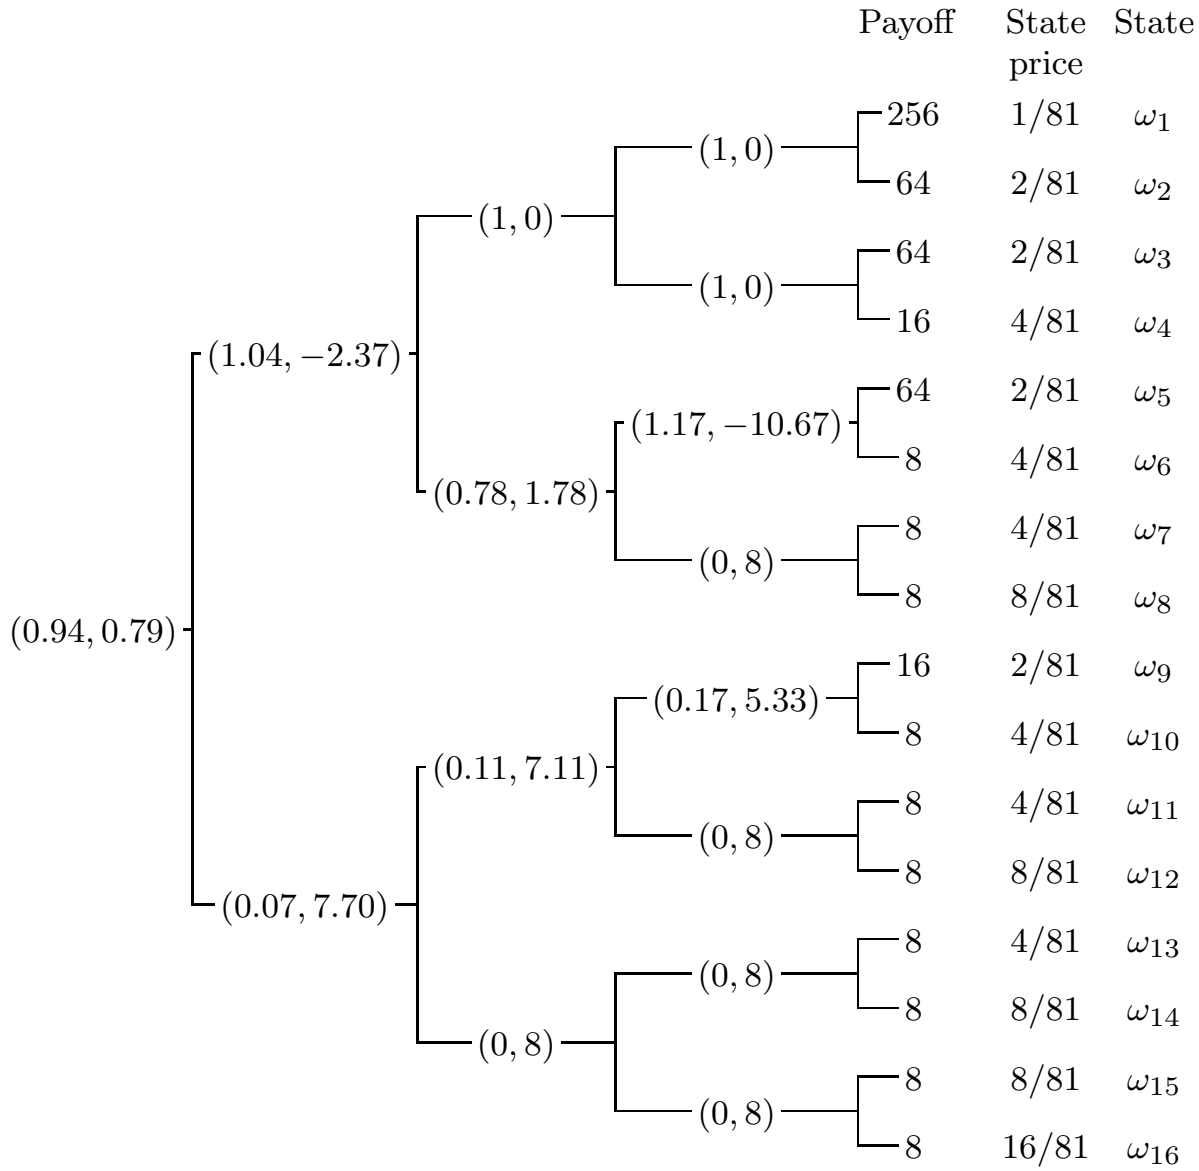 Payoff State State
price
256 1/81 ω1
(1, 0)
64 2/81 ω2
(1, 0)
64 2/81 ω3
(1, 0)
16 4/81 ω4
(1.04, −2.37)
64 2/81 ω5
(1.17, −10.67)
8 4/81 ω6
(0.78, 1.78)
8 4/81 ω7
(0, 8)
8 8/81 ω8
(0.94, 0.79)
16 2/81 ω9
(0.17, 5.33)
8 4/81 ω10
(0.11, 7.11)
8 4/81 ω11
(0, 8)
8 8/81 ω12
(0.07, 7.70)
8 4/81 ω13
(0, 8)
8 8/81 ω14
(0, 8)
8 8/81 ω15
(0, 8)
8 16/81 ω16